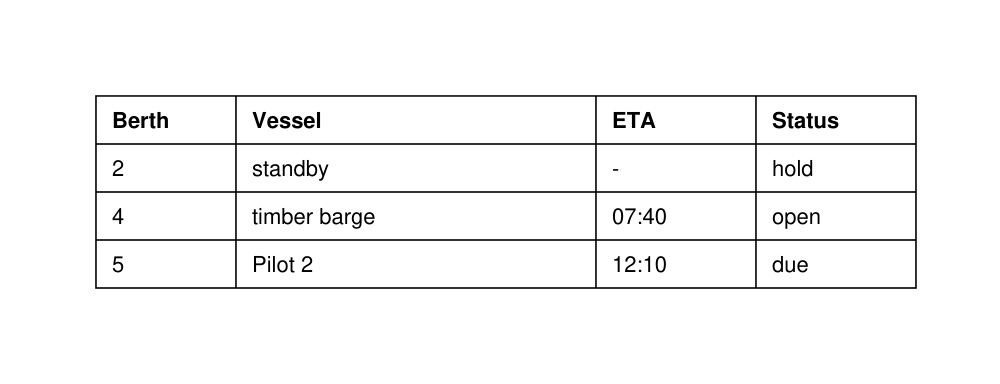 Berth Vessel ETA Status
2 standby - hold
4 timber barge 07:40 open
5 Pilot 2 12:10 due